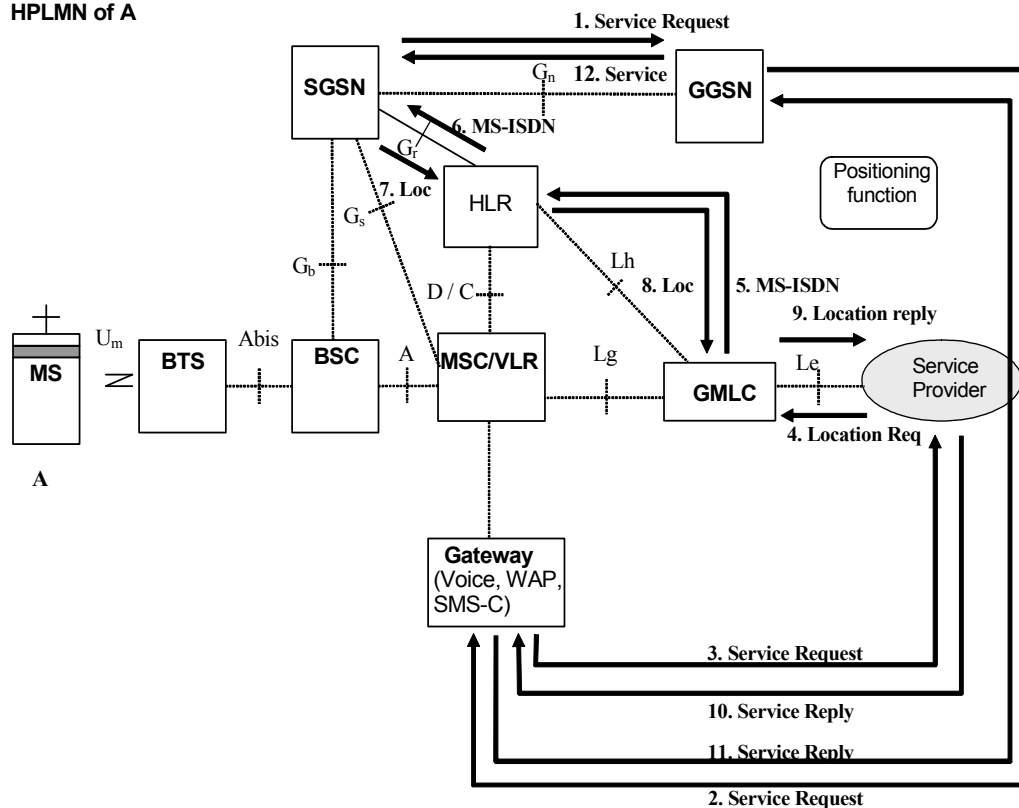 HPLMN of A
1. Service Request
12. Service
SGSN
Gn
GGSN
6. MS-ISDN
Gr
Positioning
function
7. Loc
HLR
Gs
Gb
Lh
D / C
8. Loc
5. MS-ISDN
9. Location reply
Um
Abis
A
Lg
Le
MS
BTS
BSC
MSC/VLR
GMLC
Service
Provider
4. Location Req
A
Gateway
(Voice, WAP,
SMS-C)
3. Service Request
10. Service Reply
11. Service Reply
2. Service Request